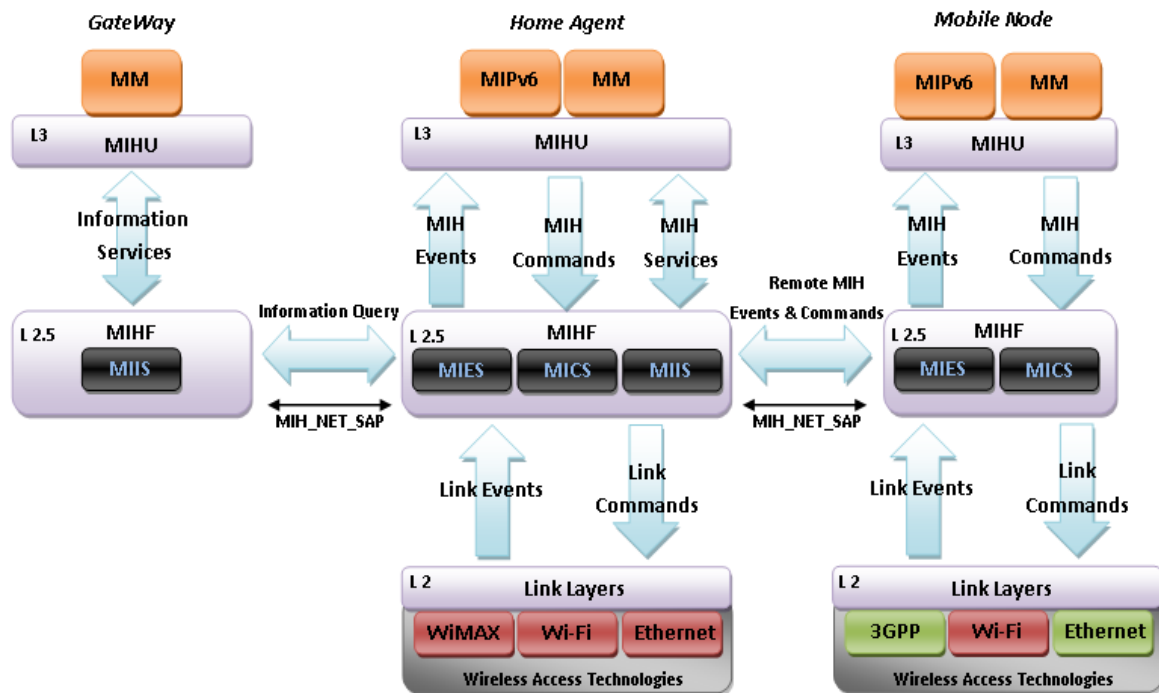 GateWay
Home Agent
Mobile Node
MM
MIPv6
MM
MIPv6
MM
L3
MIHU
L3
MIHU
L3
MIHU
Information
Services
MIH
Events
MIH
Commands
MIH
Services
MIH
Events
MIH
Commands
Information Query
Remote MIH
Events & Commands
L 2.5
MIHF
MIIS
L 2.5
MIHF
MIES
MICS
MIIS
L 2.5
MIHF
MIES
MICS
MIH_NET_SAP
MIH_NET_SAP
Link Events
Link
Commands
Link Events
Link
Commands
L 2
Link Layers
WiMAX
Wi-Fi
Ethernet
Wireless Access Technologies
L 2
Link Layers
3GPP
Wi-Fi
Ethernet
Wireless Access Technologies